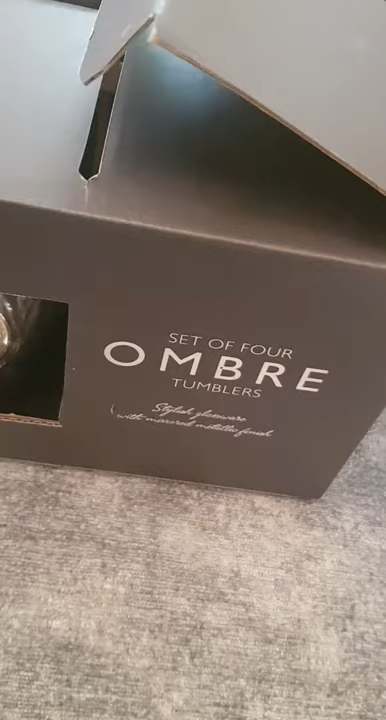 SET OF FOUR
OMBRE
TUMBLERS
Stylish glassware
with mirrored metallic finish